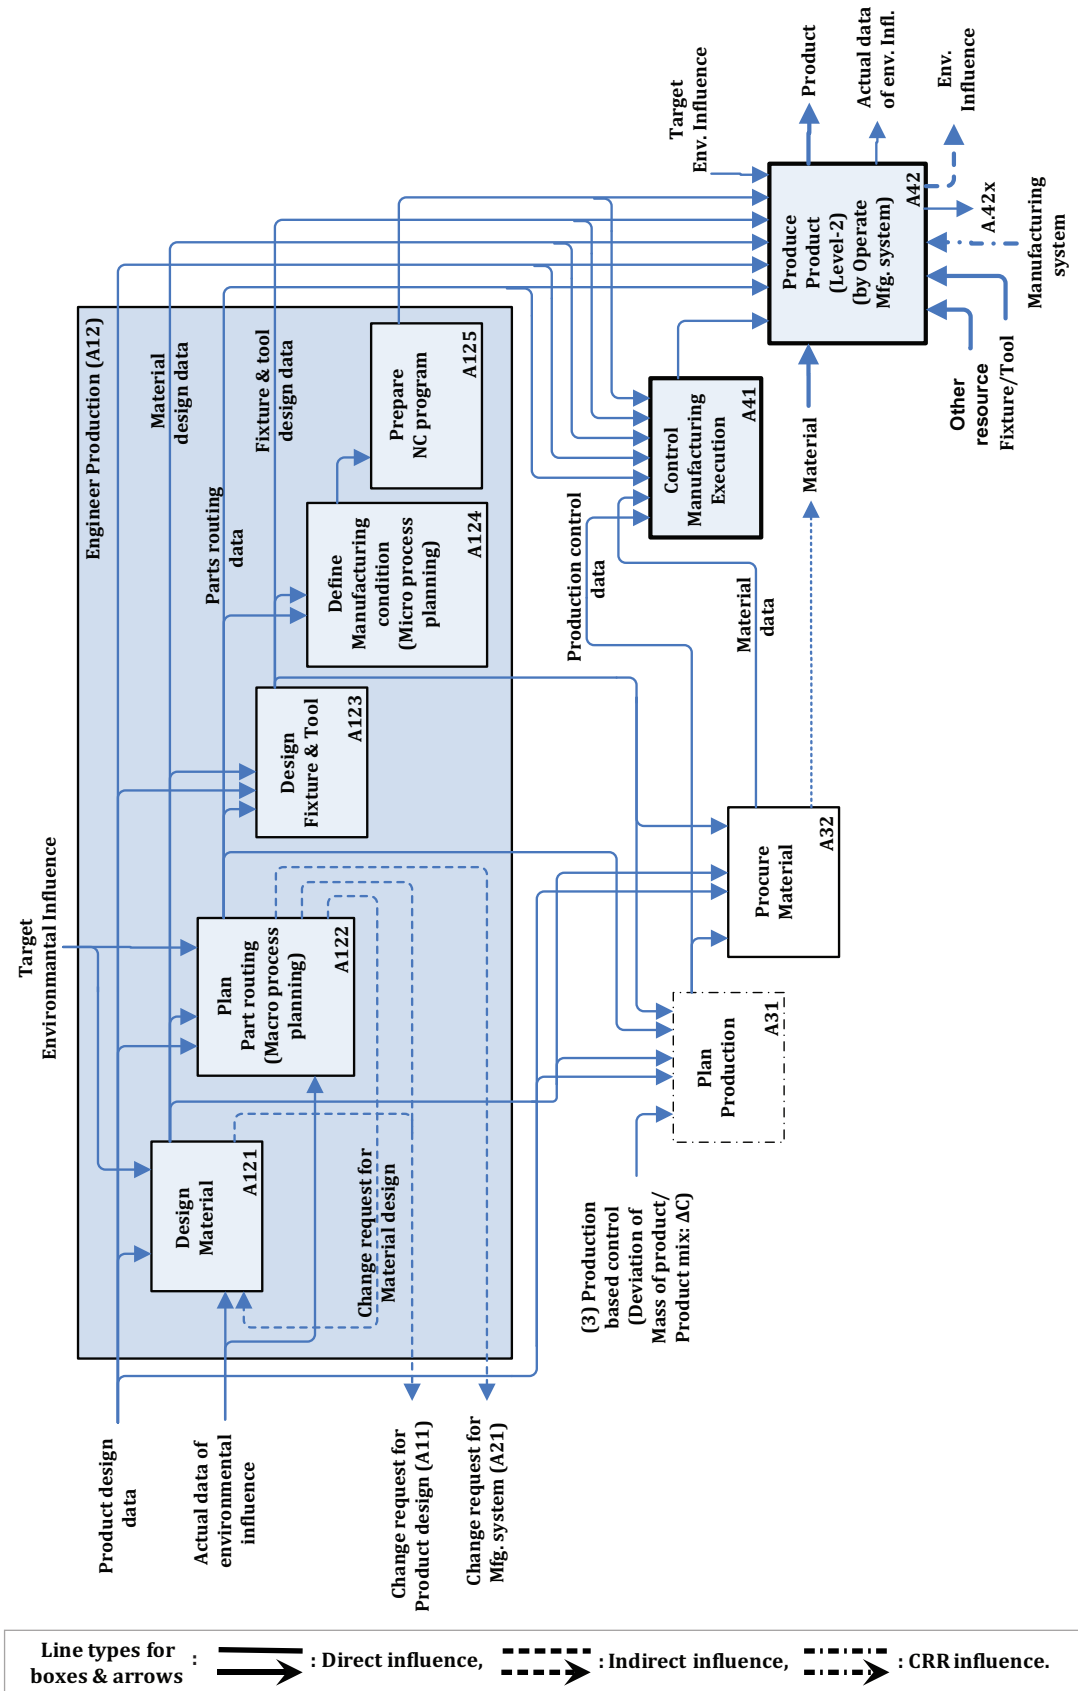 Target
Environmantal Influence
Product design
data
Actual data of
environmental
influence
Change request for
Product design (A11)
Change request for
Mfg. system (A21)
Engineer Production (A12)
Design
Material
A121
Plan
Part routing
(Macro process
planning)
A122
Design
Fixture & Tool
A123
Define
Manufacturing
condition
(Micro process
planning)
A124
Prepare
NC program
A125
Material
design data
Parts routing
data
Fixture & tool
design data
Change request for
Material design
(3) Production
based control
(Deviation of
Mass of product/
Product mix: ΔC)
Plan
Production
A31
Procure
Material
A32
Production control
data
Material
data
Control
Manufacturing
Execution
A41
Material
Target
Env. Influence
Produce
Product
(Level-2)
(by Operate
Mfg. system)
A42
Product
Actual data
of env. Infl.
Env.
Influence
A.42x
Other
resource
Fixture/Tool
Manufacturing
system
Line types for
boxes & arrows
:
: Direct influence,
: Indirect influence,
: CRR influence.